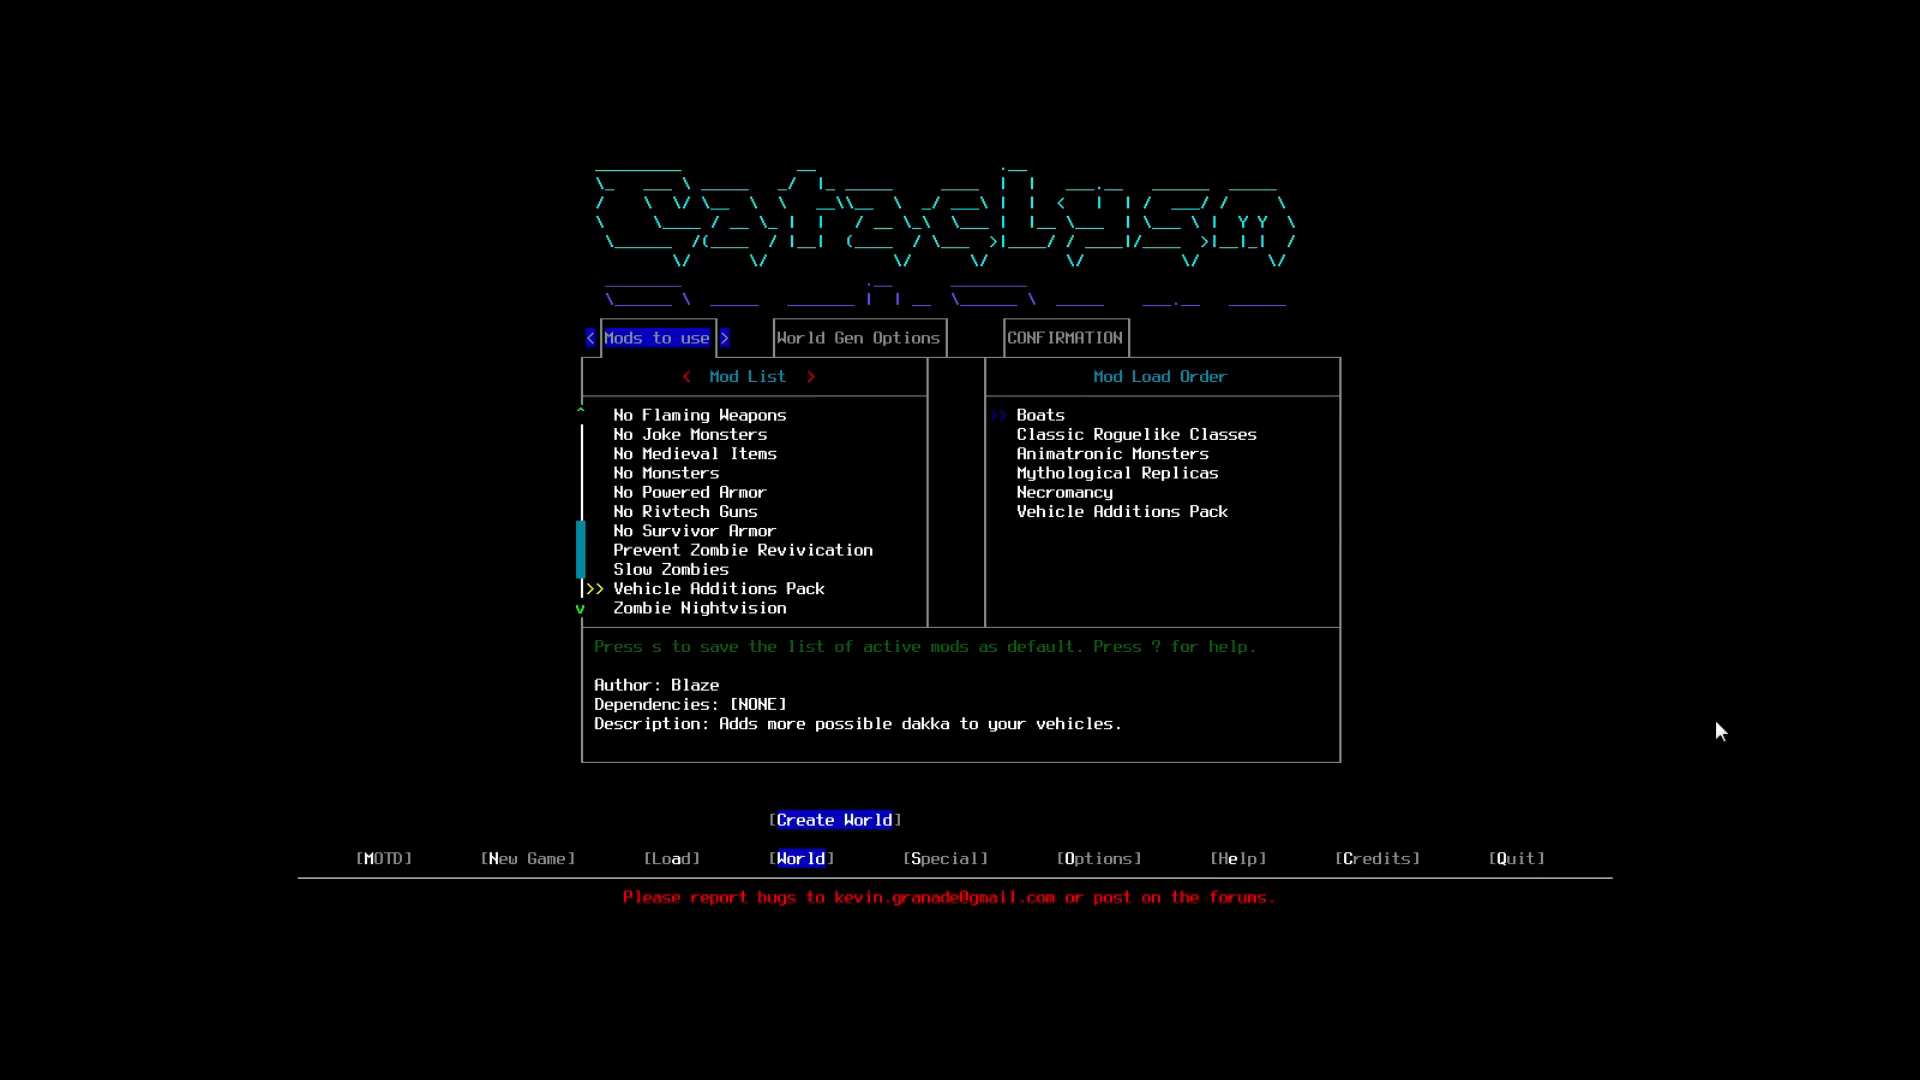 Cataclysm
< Mods to use > World Gen Options CONFIRMATION
< Mod List > Mod Load Order
No Flaming Weapons
No Joke Monsters
No Medieval Items
No Monsters
No Powered Armor
No Rivtech Guns
No Survivor Armor
Prevent Zombie Revivication
Slow Zombies
>> Vehicle Additions Pack
Zombie Nightvision
>> Boats
Classic Roguelike Classes
Animatronic Monsters
Mythological Replicas
Necromancy
Vehicle Additions Pack
Press s to save the list of active mods as default. Press ? for help.
Author: Blaze
Dependencies: [NONE]
Description: Adds more possible dakka to your vehicles.
[Create World]
[MOTD] [New Game] [Load] [World] [Special] [Options] [Help] [Credits] [Quit]
Please report bugs to kevin.granade@gmail.com or post on the forums.